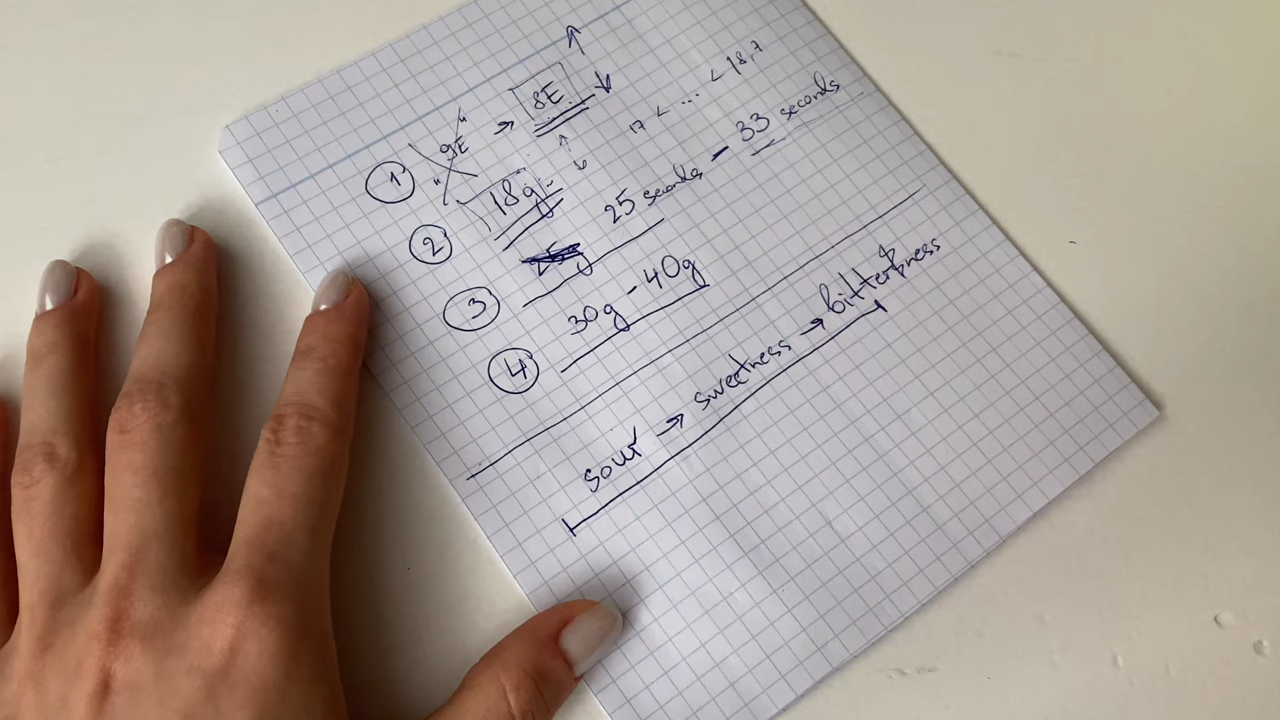 ① "9E" → 8E ↑ ↓
② 18g ↑ ↓ 17 < ... < 18,7
③ 25 seconds - 33 seconds
④ 30g - 40g
sour → sweetness → bitterness